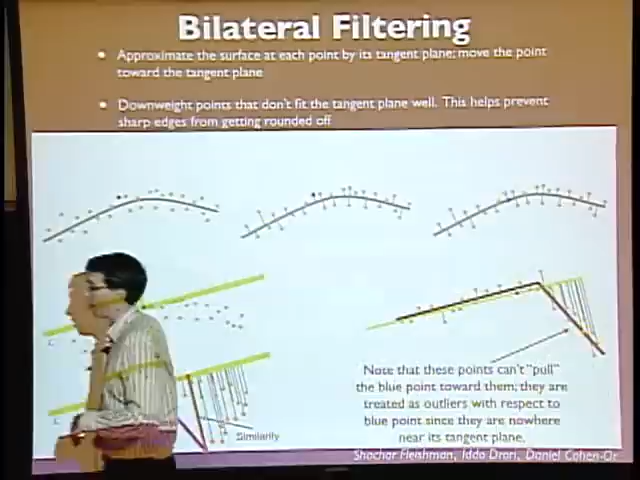 Bilateral Filtering
• Approximate the surface at each point by its tangent plane; move the point
toward the tangent plane
• Downweight points that don't fit the tangent plane well. This helps prevent
sharp edges from getting rounded off
Note that these points can't "pull"
the blue point toward them; they are
treated as outliers with respect to
blue point since they are nowhere
near its tangent plane.
Similarity
Shachar Fleishman, Iddo Drori, Daniel Cohen-Or